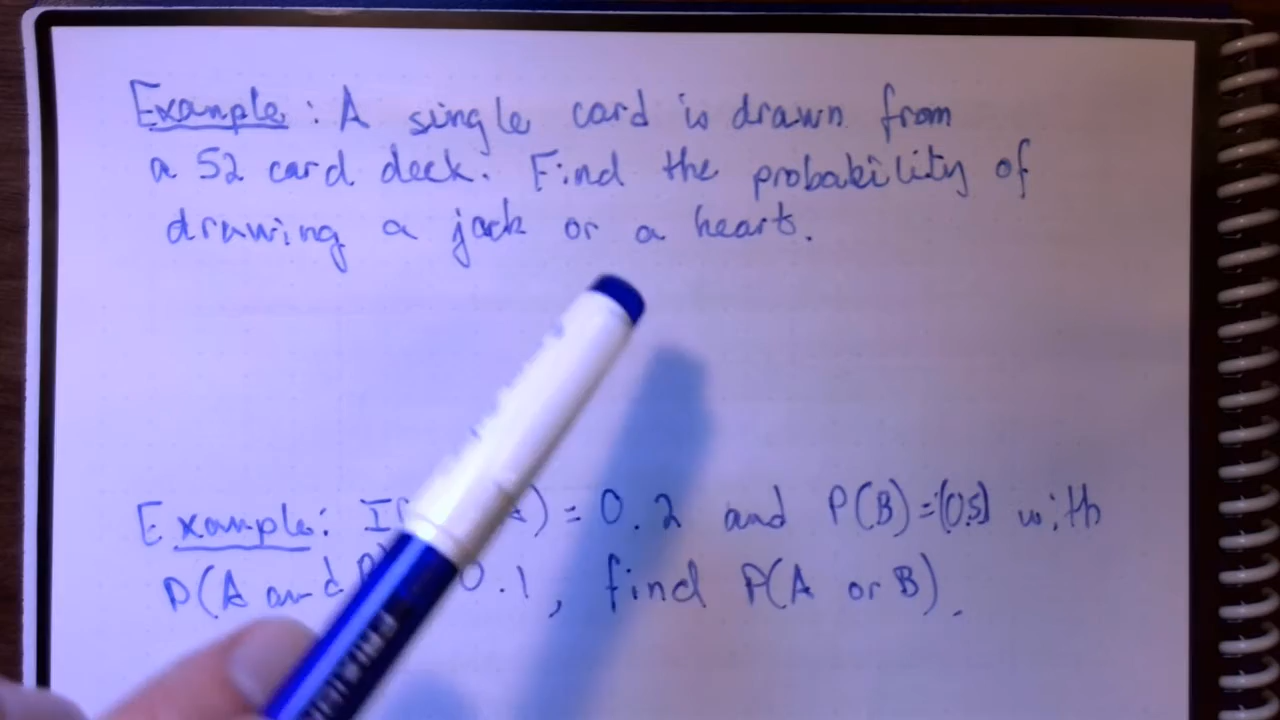 Example: A single card is drawn from
a 52 card deck. Find the probability of
drawing a jack or a heart.
Example: If ) = 0.2 and P(B)=(0.5) with
P(A and 0.1, find P(A or B).